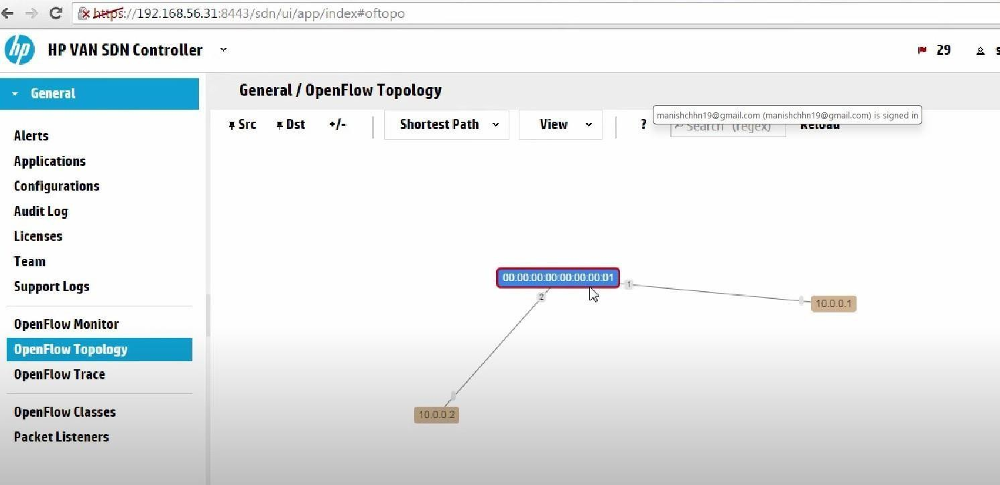 https://192.168.56.31:8443/sdn/ui/app/index#oftopo
hp HP VAN SDN Controller 29 s
General
General / OpenFlow Topology
manishchhn19@gmail.com (manishchhn19@gmail.com) is signed in
Src Dst +/- Shortest Path View ? Search (regex) Reload
Alerts
Applications
Configurations
Audit Log
Licenses
Team
Support Logs
00:00:00:00:00:00:00:01
1
2
10.0.0.1
OpenFlow Monitor
OpenFlow Topology
OpenFlow Trace
10.0.0.2
OpenFlow Classes
Packet Listeners